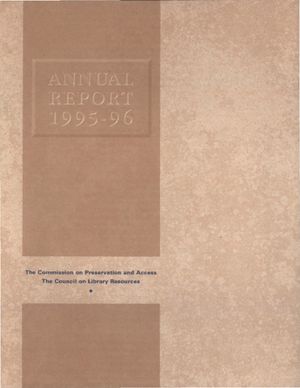 ANNUAL
REPORT
1995-96
The Commission on Preservation and Access
The Council on Library Resources